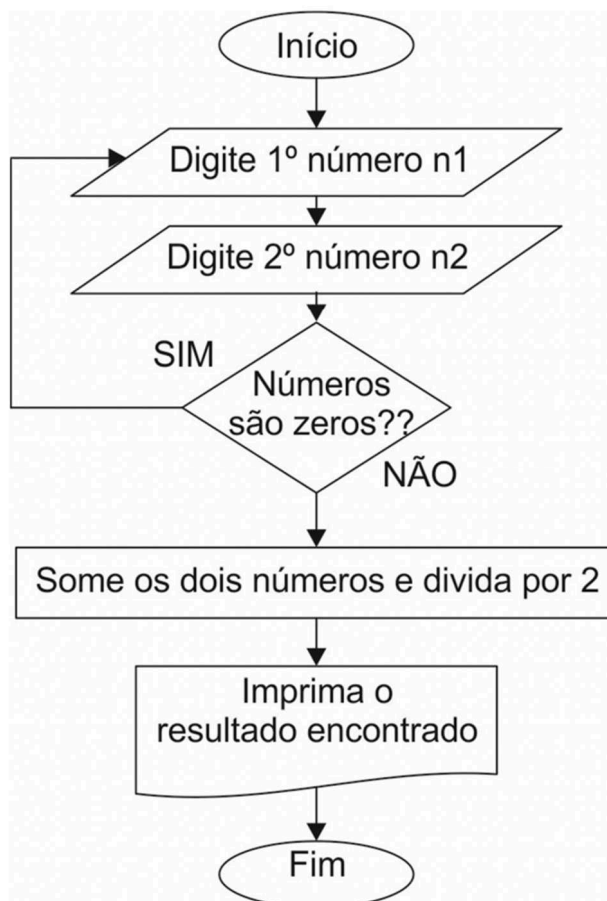 Início
Digite 1º número n1
Digite 2º número n2
SIM
Números
são zeros??
NÃO
Some os dois números e divida por 2
Imprima o
resultado encontrado
Fim